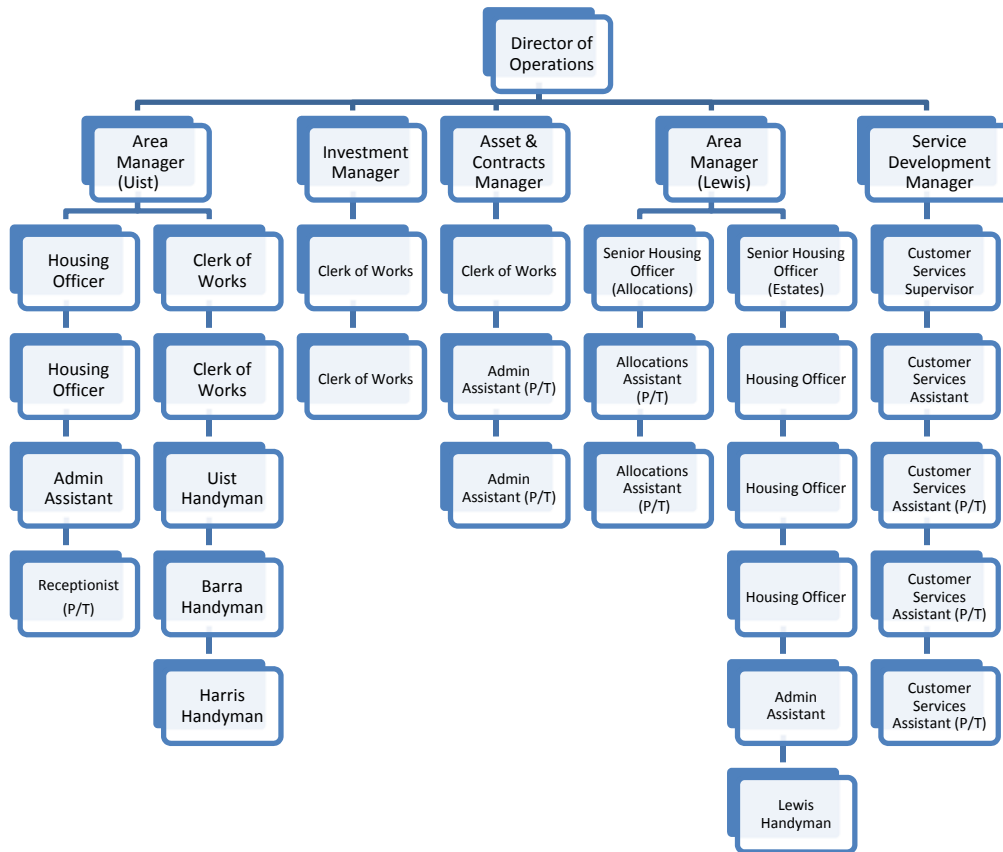 Director of
Operations
Area
Manager
(Uist)
Investment
Manager
Asset &
Contracts
Manager
Area
Manager
(Lewis)
Service
Development
Manager
Housing
Officer
Clerk of
Works
Clerk of Works
Clerk of Works
Senior Housing
Officer
(Allocations)
Senior Housing
Officer
(Estates)
Customer
Services
Supervisor
Housing
Officer
Clerk of
Works
Clerk of Works
Admin
Assistant (P/T)
Allocations
Assistant
(P/T)
Housing Officer
Customer
Services
Assistant
Admin
Assistant
Uist
Handyman
Admin
Assistant (P/T)
Allocations
Assistant
(P/T)
Housing Officer
Customer
Services
Assistant (P/T)
Receptionist
(P/T)
Barra
Handyman
Housing Officer
Customer
Services
Assistant (P/T)
Harris
Handyman
Admin
Assistant
Customer
Services
Assistant (P/T)
Lewis
Handyman